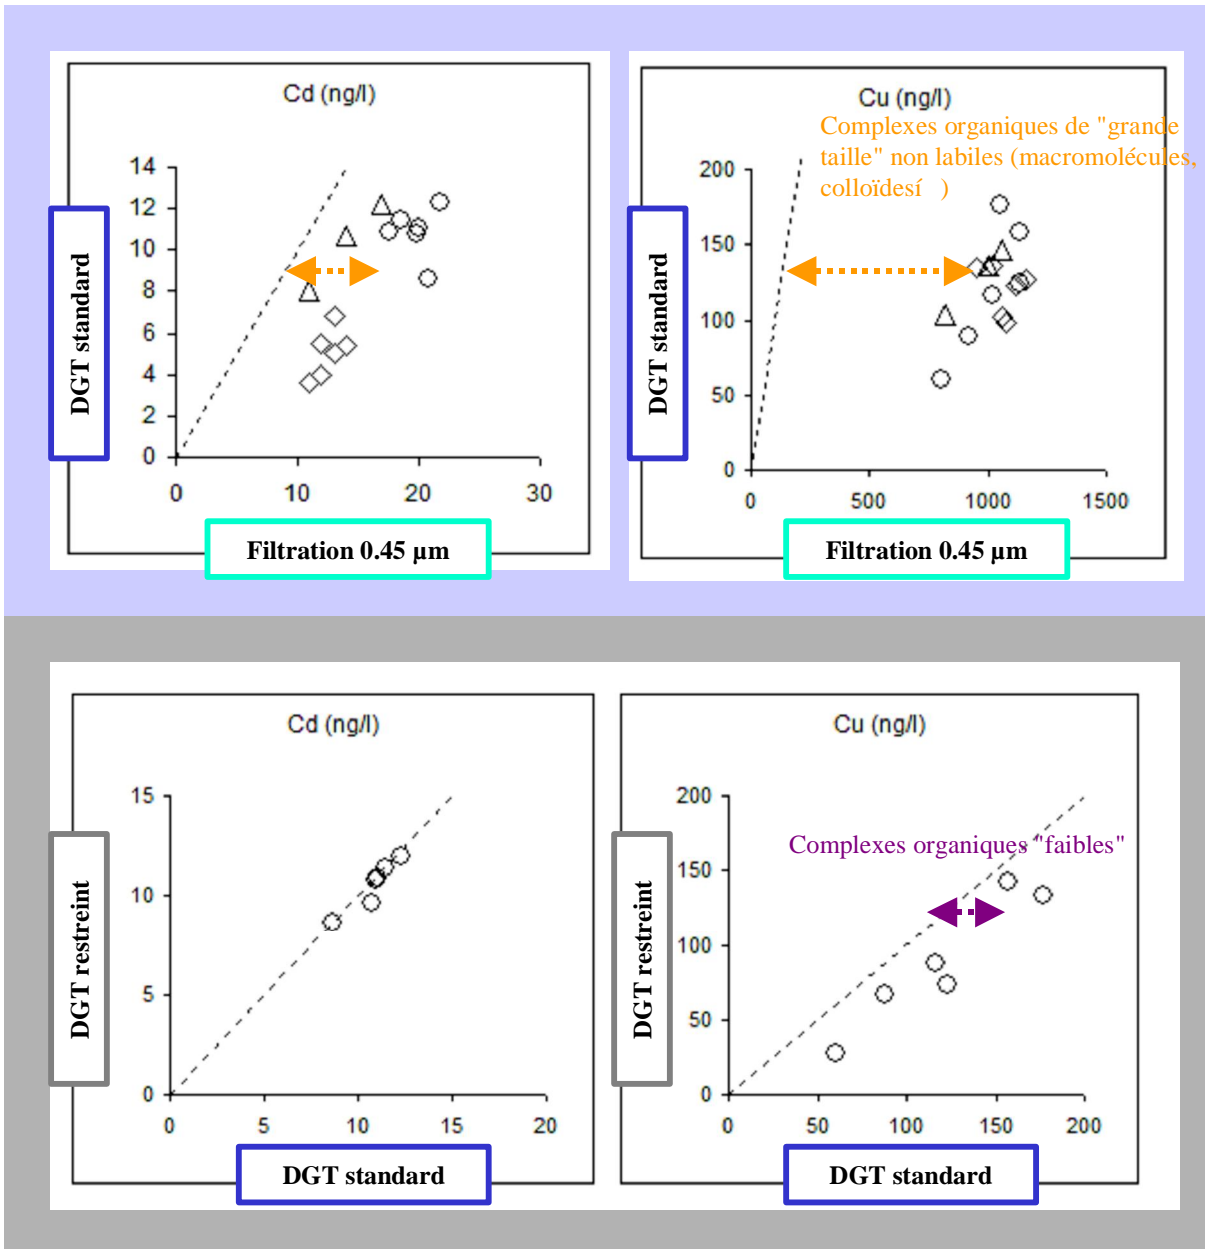 Cd (ng/l)
14
12
10
8
6
4
2
0
0 10 20 30
DGT standard
Filtration 0.45 µm
Cu (ng/l)
Complexes organiques de "grande
taille" non labiles (macromolécules,
colloïdesí )
200
150
100
50
0
0 500 1000 1500
DGT standard
Filtration 0.45 µm
Cd (ng/l)
15
10
5
0
0 5 10 15 20
DGT restreint
DGT standard
Cu (ng/l)
Complexes organiques "faibles"
200
150
100
50
0
0 50 100 150 200
DGT restreint
DGT standard